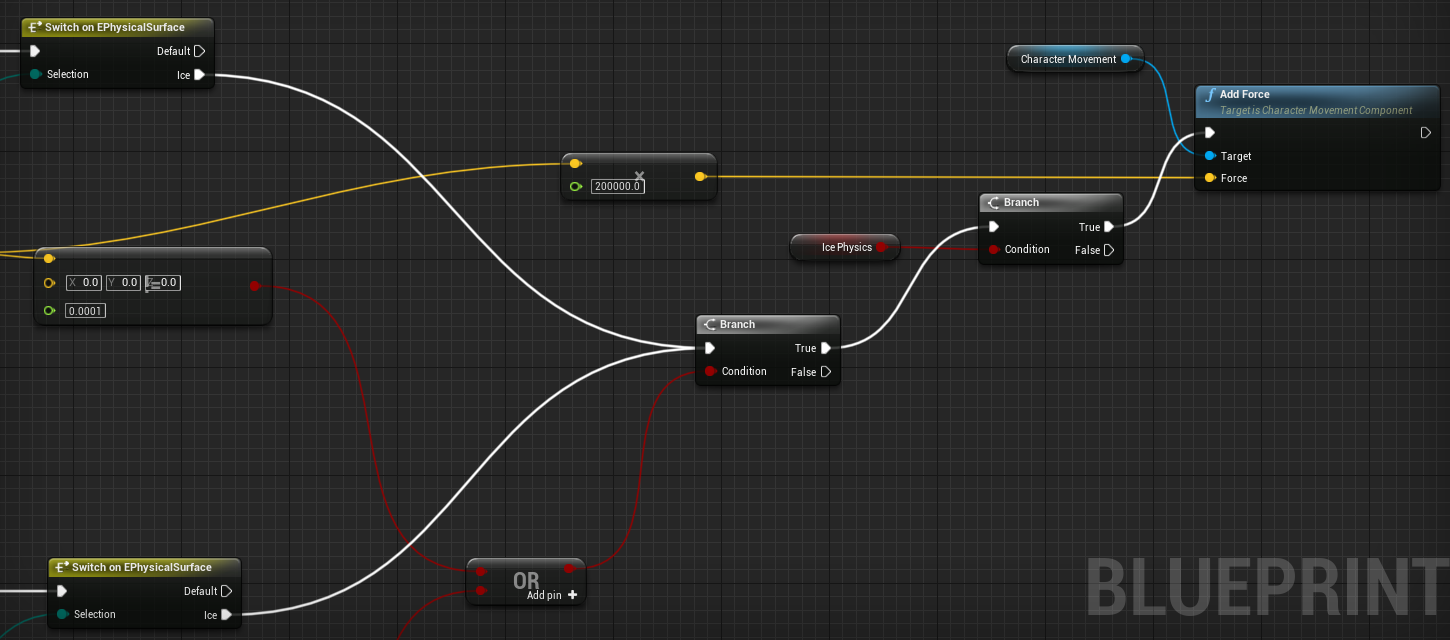 Switch on EPhysicalSurface
Default
Selection
Ice
Character Movement
f Add Force
Target is Character Movement Component
Target
Force
×
200000.0
Branch
True
Condition
False
Ice Physics
X 0.0 Y 0.0 0.0
0.0001
Branch
True
Condition
False
Switch on EPhysicalSurface
Default
Selection
Ice
OR
Add pin +
BLUEPRINT